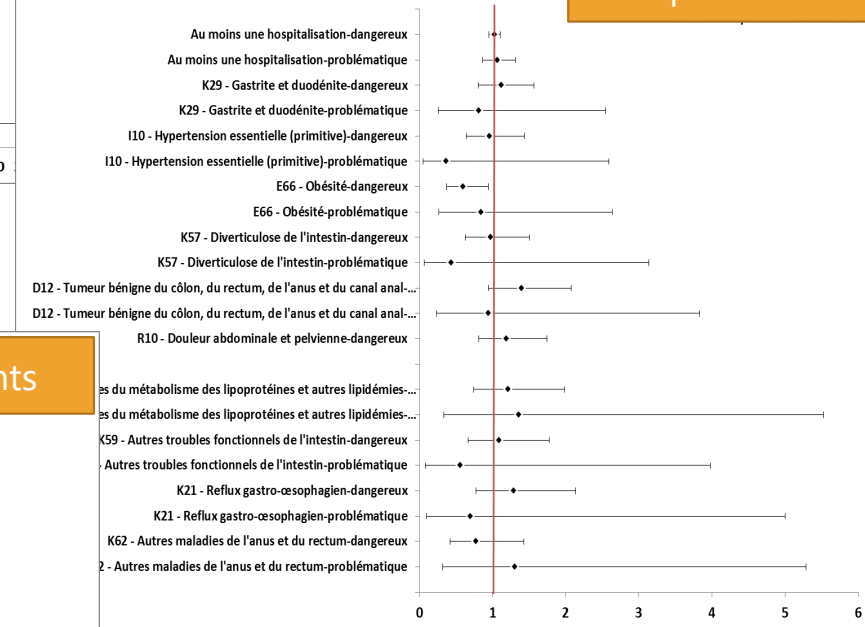 Au moins une hospitalisation-dangereux
Au moins une hospitalisation-problématique
K29 - Gastrite et duodénite-dangereux
K29 - Gastrite et duodénite-problématique
I10 - Hypertension essentielle (primitive)-dangereux
I10 - Hypertension essentielle (primitive)-problématique
E66 - Obésité-dangereux
E66 - Obésité-problématique
K57 - Diverticulose de l'intestin-dangereux
K57 - Diverticulose de l'intestin-problématique
D12 - Tumeur bénigne du côlon, du rectum, de l'anus et du canal anal-...
D12 - Tumeur bénigne du côlon, du rectum, de l'anus et du canal anal-...
R10 - Douleur abdominale et pelvienne-dangereux
nts
es du métabolisme des lipoprotéines et autres lipidémies-...
es du métabolisme des lipoprotéines et autres lipidémies-...
K59 - Autres troubles fonctionnels de l'intestin-dangereux
- Autres troubles fonctionnels de l'intestin-problématique
K21 - Reflux gastro-œsophagien-dangereux
K21 - Reflux gastro-œsophagien-problématique
K62 - Autres maladies de l'anus et du rectum-dangereux
2 - Autres maladies de l'anus et du rectum-problématique
0 1 2 3 4 5 6